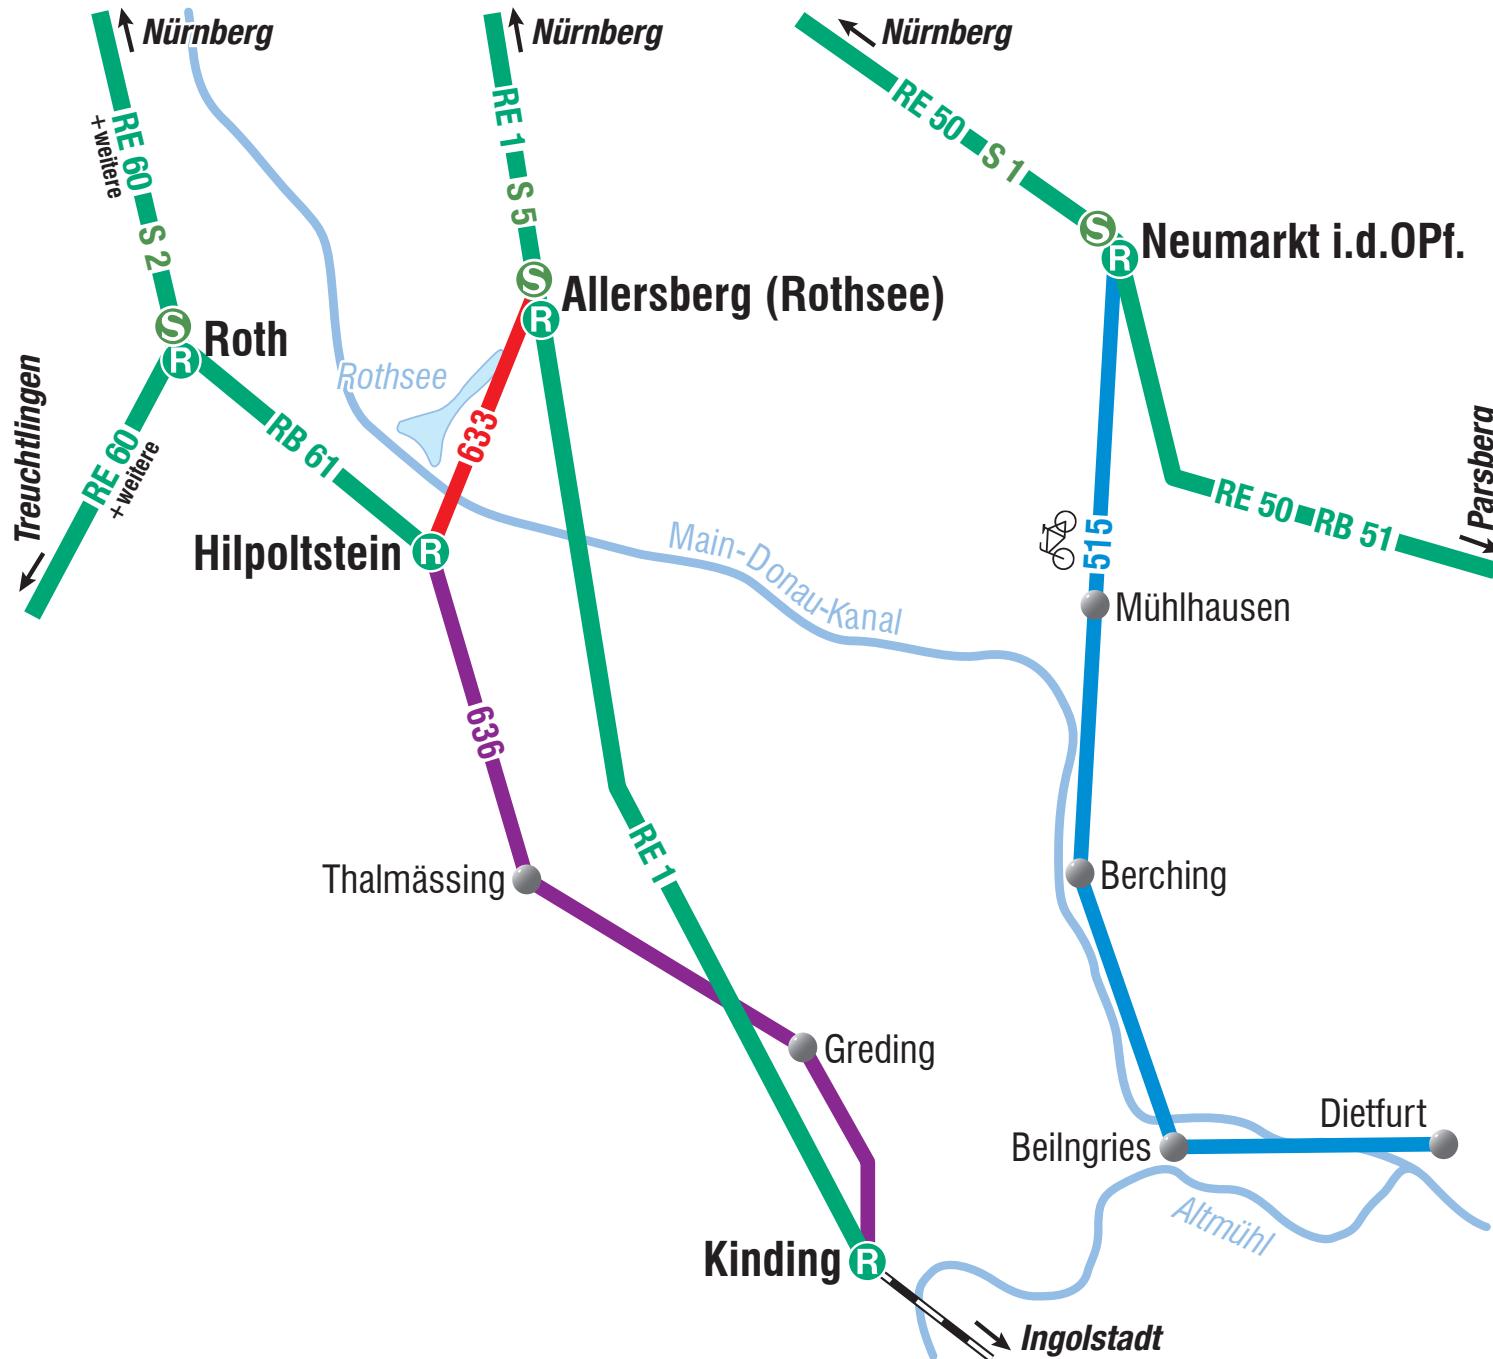 Nürnberg
Nürnberg
Nürnberg
RE 60
+weitere
S 2
RE 1
S 5
RE 50
S 1
S
R
Neumarkt i.d.OPf.
S
R
Allersberg (Rothsee)
S
R
Roth
Treuchtlingen
RE 60
+weitere
RB 61
Rothsee
633
Parsberg
RE 50
RB 51
515
Hilpoltstein
R
Main-Donau-Kanal
Mühlhausen
636
RE 1
Thalmässing
Berching
Greding
Dietfurt
Beilngries
Altmühl
Kinding
R
Ingolstadt